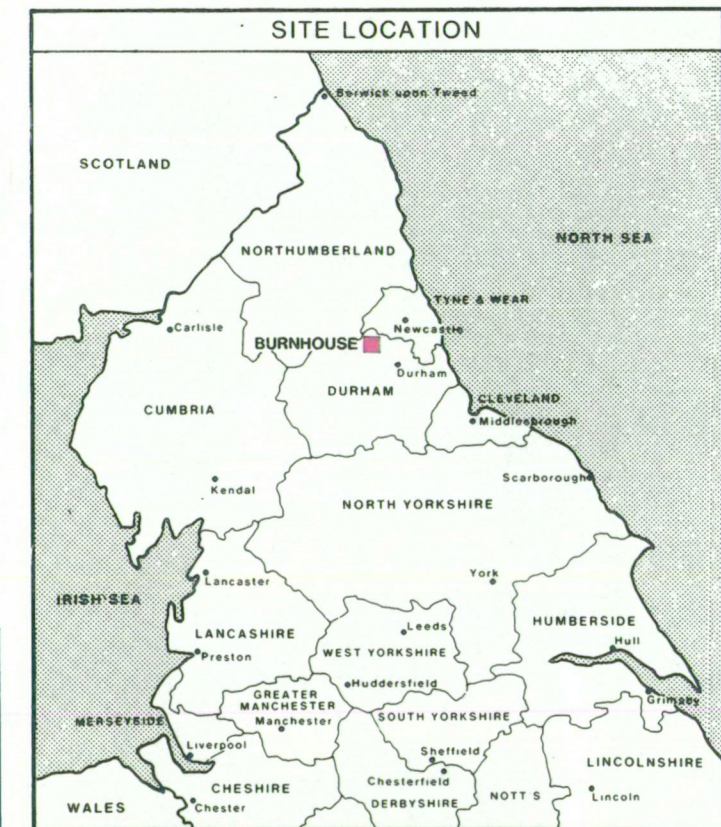 SITE LOCATION
Berwick upon Tweed
SCOTLAND
NORTH SEA
NORTHUMBERLAND
TYNE & WEAR
Carlisle
Newcastle
BURNHOUSE
Durham
DURHAM
CLEVELAND
CUMBRIA
Middlesbrough
Scarborough
Kendal
NORTH YORKSHIRE
York
Lancaster
IRISH SEA
HUMBERSIDE
Leeds
LANCASHIRE
Hull
WEST YORKSHIRE
Preston
Huddersfield
GREATER
MANCHESTER
Grimsby
SOUTH YORKSHIRE
MERSEYSIDE
Manchester
Liverpool
Sheffield
LINCOLNSHIRE
Chesterfield
CHESHIRE
NOTT'S
Lincoln
DERBYSHIRE
WALES
Chester